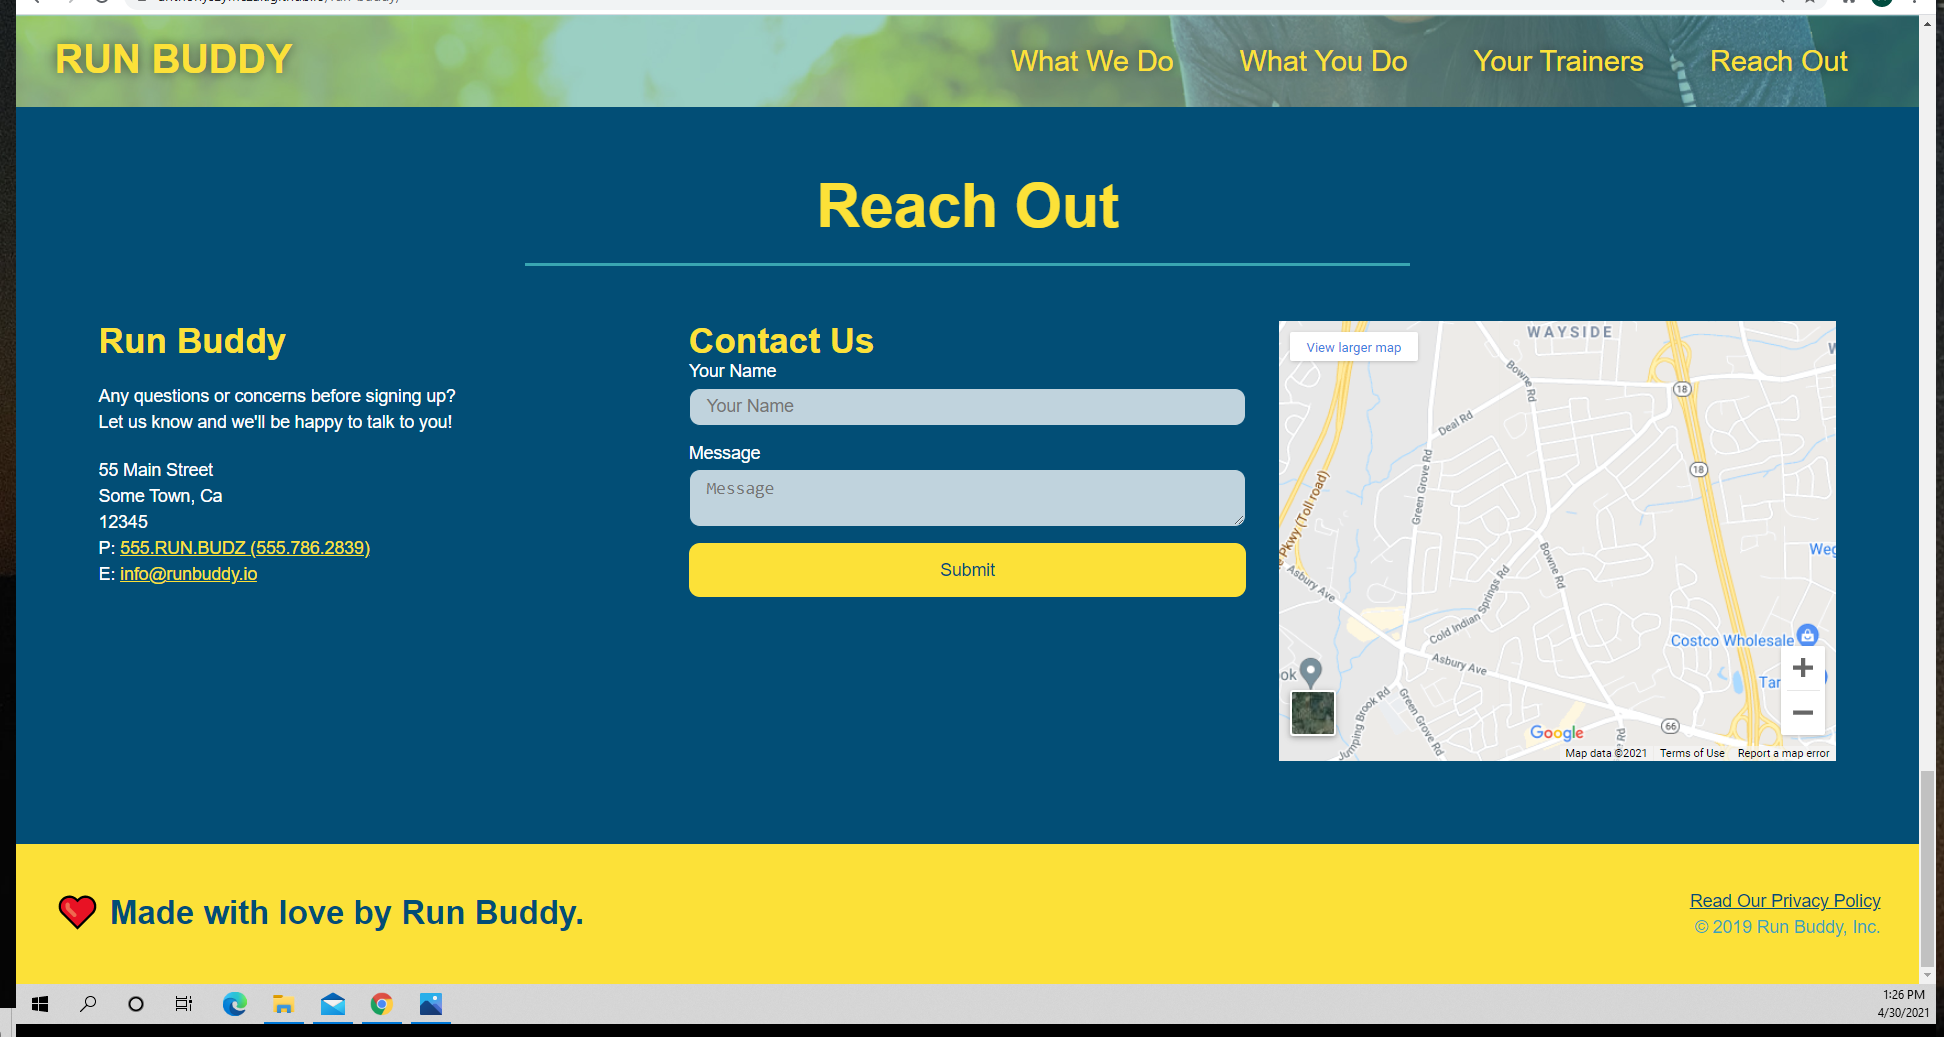 RUN BUDDY
What We Do
What You Do
Your Trainers
Reach Out
Reach Out
Run Buddy
Any questions or concerns before signing up?
Let us know and we'll be happy to talk to you!
55 Main Street
Some Town, Ca
12345
P: 555.RUN.BUDZ (555.786.2839)
E: info@runbuddy.io
Contact Us
Your Name
Your Name
Message
Message
Submit
WAYSIDE
View larger map
Bowne Rd
18
Deal Rd
18
Green Grove Rd
Pkwy (Toll road)
Bowne Rd
Asbury Ave
Cold Indian Springs Rd
Costco Wholesale
Asbury Ave
Jumping Brook Rd
Green Grove Rd
66
Google
Map data ©2021
Terms of Use
Report a map error
Made with love by Run Buddy.
Read Our Privacy Policy
© 2019 Run Buddy, Inc.
1:26 PM
4/30/2021